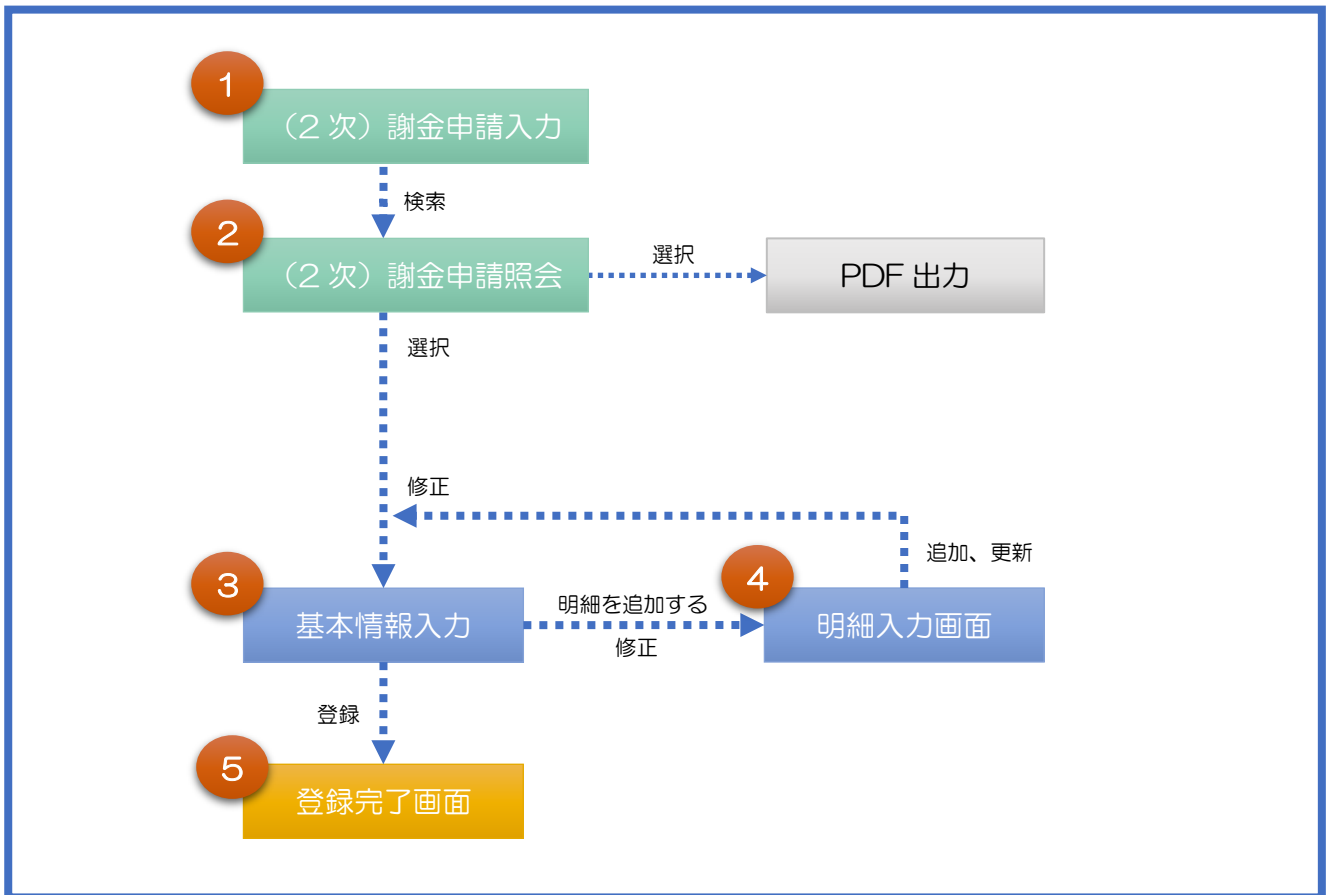 1
（2 次）謝金申請入力
検索
2
（2 次）謝金申請照会
選択
PDF 出力
選択
修正
追加、更新
3
基本情報入力
明細を追加する
修正
4
明細入力画面
登録
5
登録完了画面